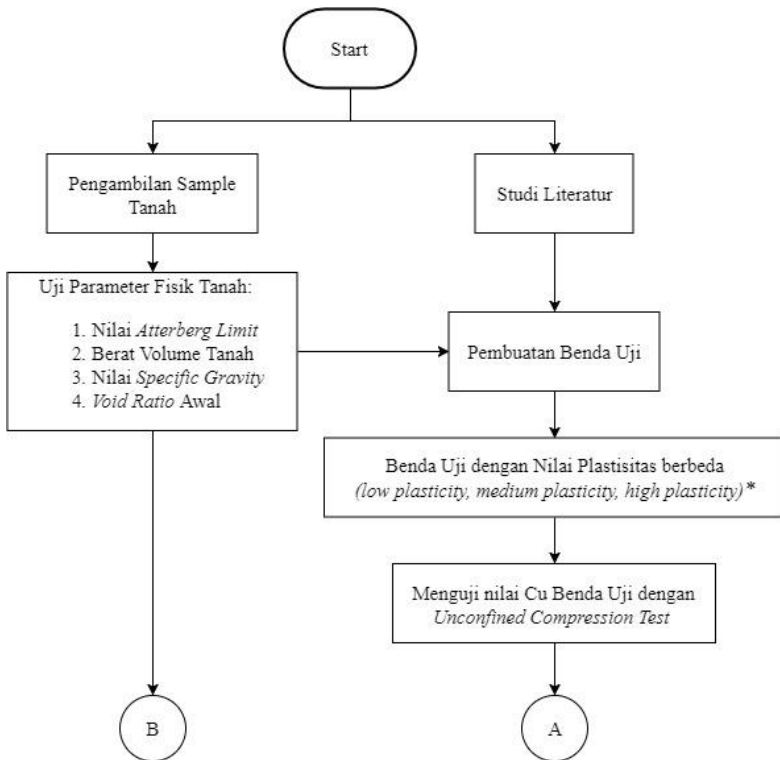 Start
Pengambilan Sample
Tanah
Studi Literatur
Uji Parameter Fisik Tanah:
1. Nilai Atterberg Limit
2. Berat Volume Tanah
3. Nilai Specific Gravity
4. Void Ratio Awal
Pembuatan Benda Uji
Benda Uji dengan Nilai Plastisitas berbeda
(low plasticity, medium plasticity, high plasticity)*
Menguji nilai Cu Benda Uji dengan
Unconfined Compression Test
B
A